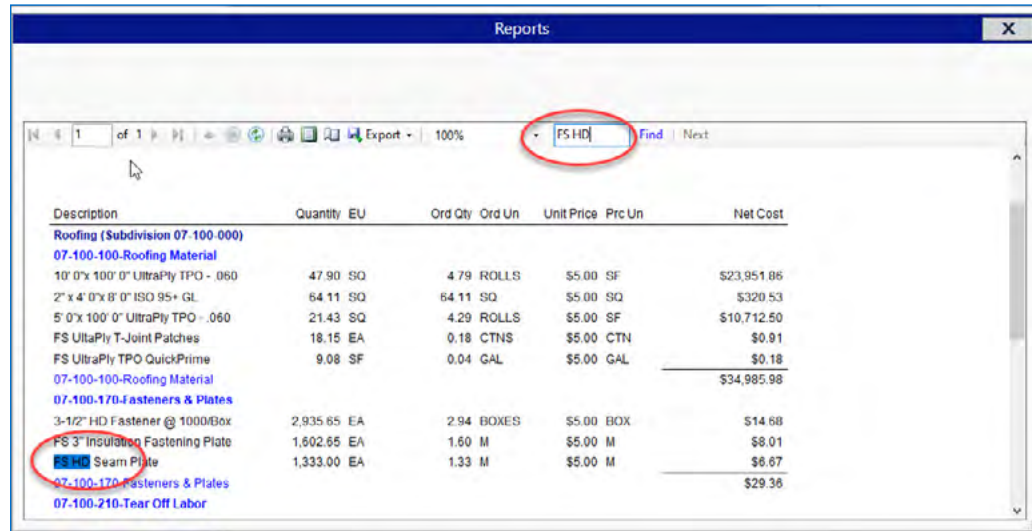 Reports X
1 of 1 Export 100% FS HD Find Next
Description Quantity EU Ord Qty Ord Un Unit Price Prc Un Net Cost
Roofing (Subdivision 07-100-000)
07-100-100-Roofing Material
10' 0"x 100' 0" UltraPly TPO - .060 47.90 SQ 4.79 ROLLS $5.00 SF $23,951.86
2" x 4' 0"x 8' 0" ISO 95+ GL 64.11 SQ 64.11 SQ $5.00 SQ $320.53
5' 0"x 100' 0" UltraPly TPO - .060 21.43 SQ 4.29 ROLLS $5.00 SF $10,712.50
FS UltaPly T-Joint Patches 18.15 EA 0.18 CTNS $5.00 CTN $0.91
FS UltraPly TPO QuickPrime 9.08 SF 0.04 GAL $5.00 GAL $0.18
07-100-100-Roofing Material $34,985.98
07-100-170-Fasteners & Plates
3-1/2" HD Fastener @ 1000/Box 2,935.65 EA 2.94 BOXES $5.00 BOX $14.68
FS 3" Insulation Fastening Plate 1,602.65 EA 1.60 M $5.00 M $8.01
FS HD Seam Plate 1,333.00 EA 1.33 M $5.00 M $6.67
07-100-170-Fasteners & Plates $29.36
07-100-210-Tear Off Labor